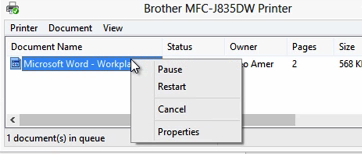 Brother MFC-J835DW Printer
Printer Document View
Document Name Status Owner Pages Size
Microsoft Word - Workpla o Amer 2 568 K
Pause
Restart
Cancel
Properties
1 document(s) in queue